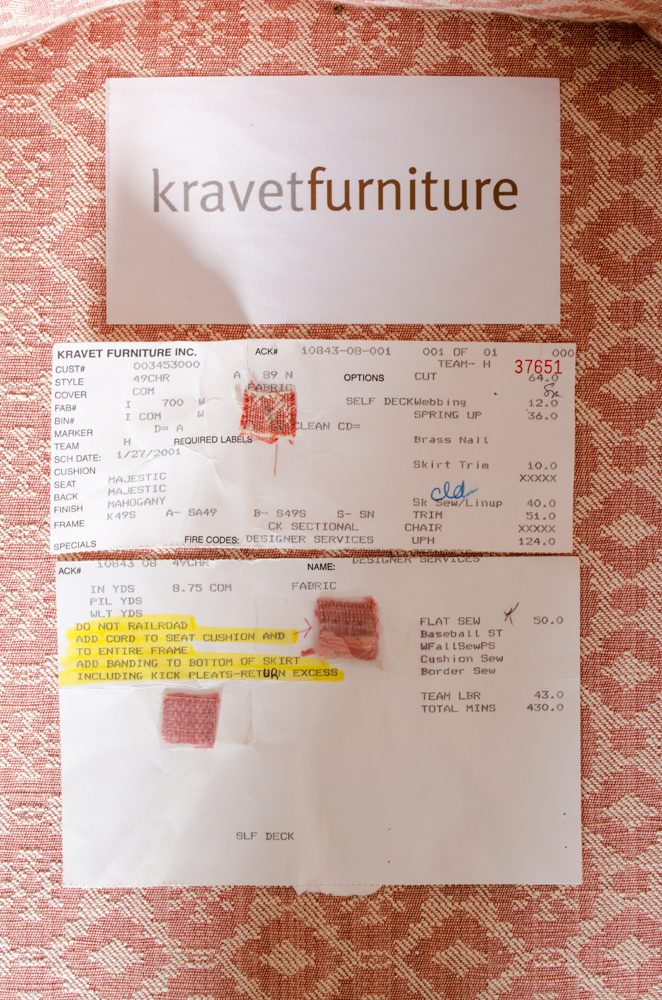 kravetfurniture
KRAVET FURNITURE INC. ACK# 10843-08-001 001 OF 01 000
CUST# 003453000 TEAM- H 37651
STYLE 49CHR A 89 N OPTIONS CUT 64.0
COVER COM FABRIC
FAB# I 700 W SELF DECK Webbing 12.0
BIN# I COM W CLEAN CD= SPRING UP 36.0
MARKER D= A
TEAM H REQUIRED LABELS Brass Nail
SCH DATE: 1/27/2001
CUSHION Skirt Trim 10.0
SEAT MAJESTIC XXXXX
BACK MAJESTIC cld
FINISH MAHOGANY Sk Sew/Linup 40.0
FRAME K49S A- SA49 B- S49S S- SN TRIM 51.0
CK SECTIONAL CHAIR XXXXX
SPECIALS FIRE CODES: DESIGNER SERVICES UPH 124.0
ACK# 10843 08 49CHR NAME: DESIGNER SERVICES
IN YDS 8.75 COM FABRIC
PIL YDS
WLT YDS
DO NOT RAILROAD FLAT SEW 50.0
ADD CORD TO SEAT CUSHION AND Baseball ST
TO ENTIRE FRAME WFallSewPS
ADD BANDING TO BOTTOM OF SKIRT Cushion Sew
INCLUDING KICK PLEATS-RETURN EXCESS Border Sew
TEAM LBR 43.0
TOTAL MINS 430.0
SLF DECK